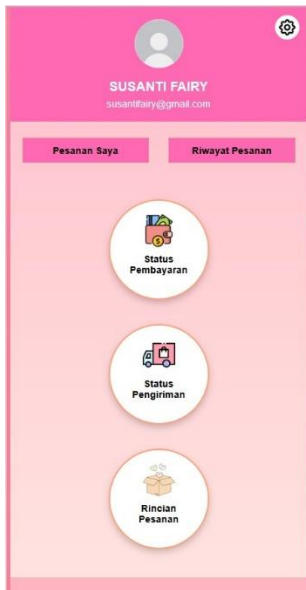 SUSANTI FAIRY
susantifairy@gmail.com
Pesanan Saya
Riwayat Pesanan
Status
Pembayaran
Status
Pengiriman
Rincian
Pesanan